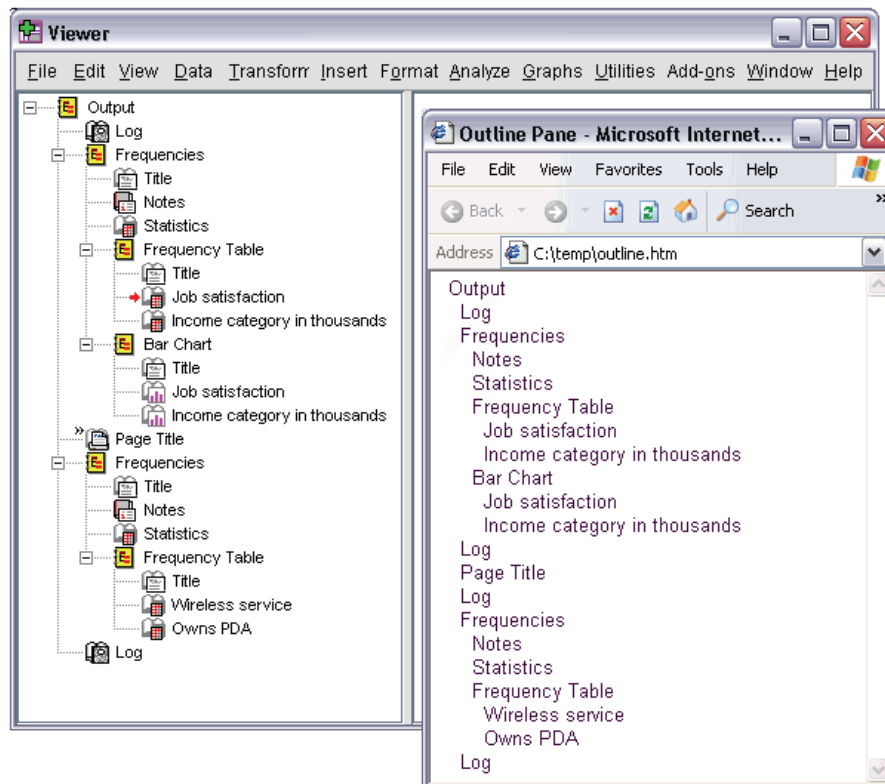 Viewer
File Edit View Data Transform Insert Format Analyze Graphs Utilities Add-ons Window Help
Output
Log
Frequencies
Title
Notes
Statistics
Frequency Table
Title
Job satisfaction
Income category in thousands
Bar Chart
Title
Job satisfaction
Income category in thousands
Page Title
Frequencies
Title
Notes
Statistics
Frequency Table
Title
Wireless service
Owns PDA
Log
Outline Pane - Microsoft Internet...
File Edit View Favorites Tools Help
Back Search »
Address C:\temp\outline.htm
Output
Log
Frequencies
Notes
Statistics
Frequency Table
Job satisfaction
Income category in thousands
Bar Chart
Job satisfaction
Income category in thousands
Log
Page Title
Log
Frequencies
Notes
Statistics
Frequency Table
Wireless service
Owns PDA
Log